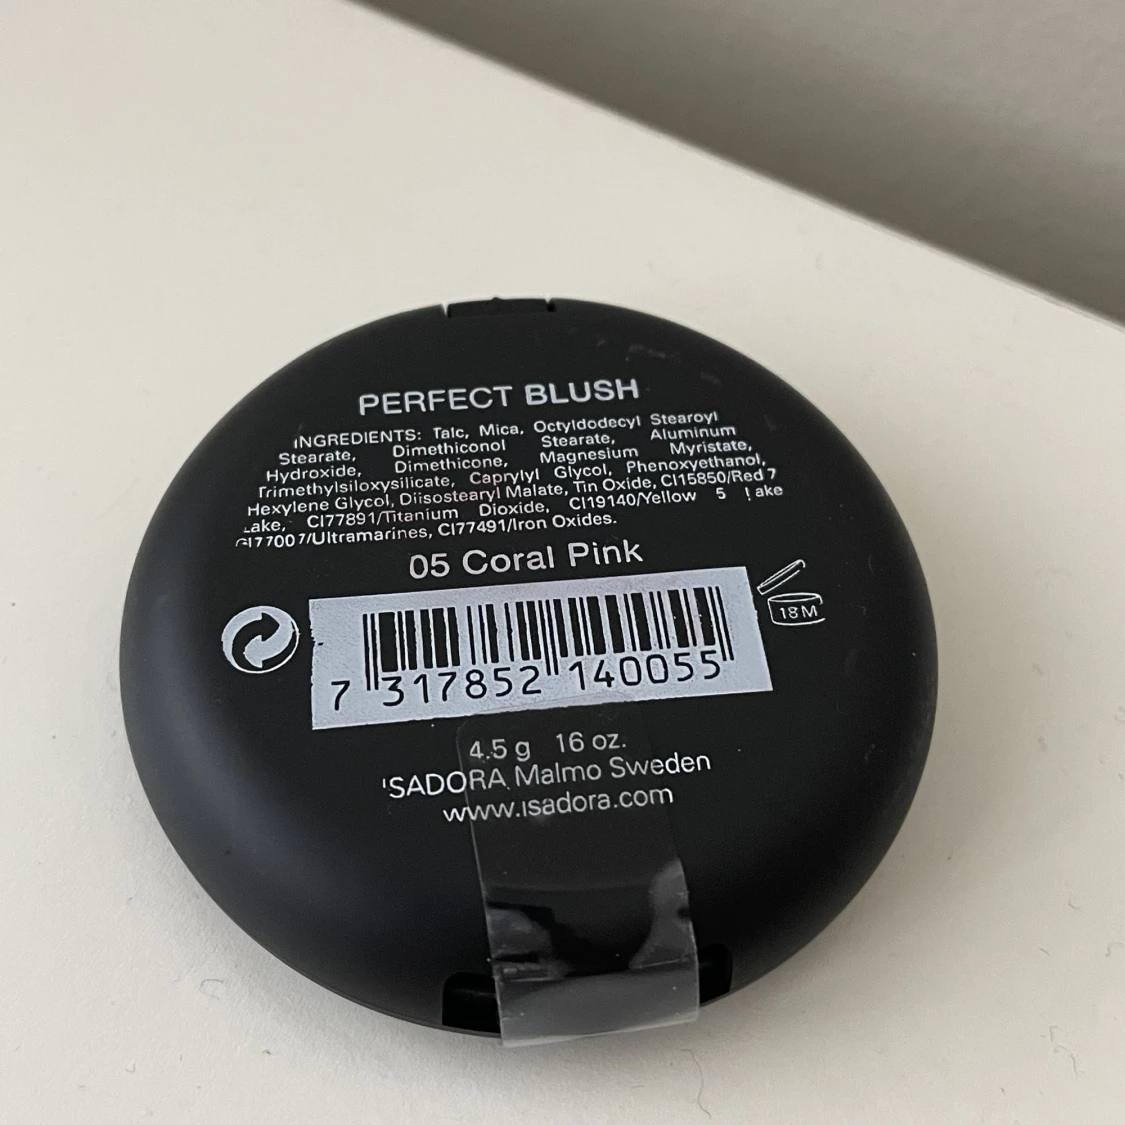 PERFECT BLUSH
INGREDIENTS: Talc, Mica, Octyldodecyl Stearoyl
Stearate, Dimethiconol Stearate, Aluminum
Hydroxide, Dimethicone, Magnesium Myristate,
Trimethylsiloxysilicate, Caprylyl Glycol, Phenoxyethanol,
Hexylene Glycol, Diisostearyl Malate, Tin Oxide, CI15850/Red 7
Lake, CI77891/Titanium Dioxide, CI19140/Yellow 5 Lake
CI77007/Ultramarines, CI77491/Iron Oxides.
05 Coral Pink
18M
7 317852 140055
4.5 g 16 oz.
ISADORA Malmo Sweden
www.isadora.com